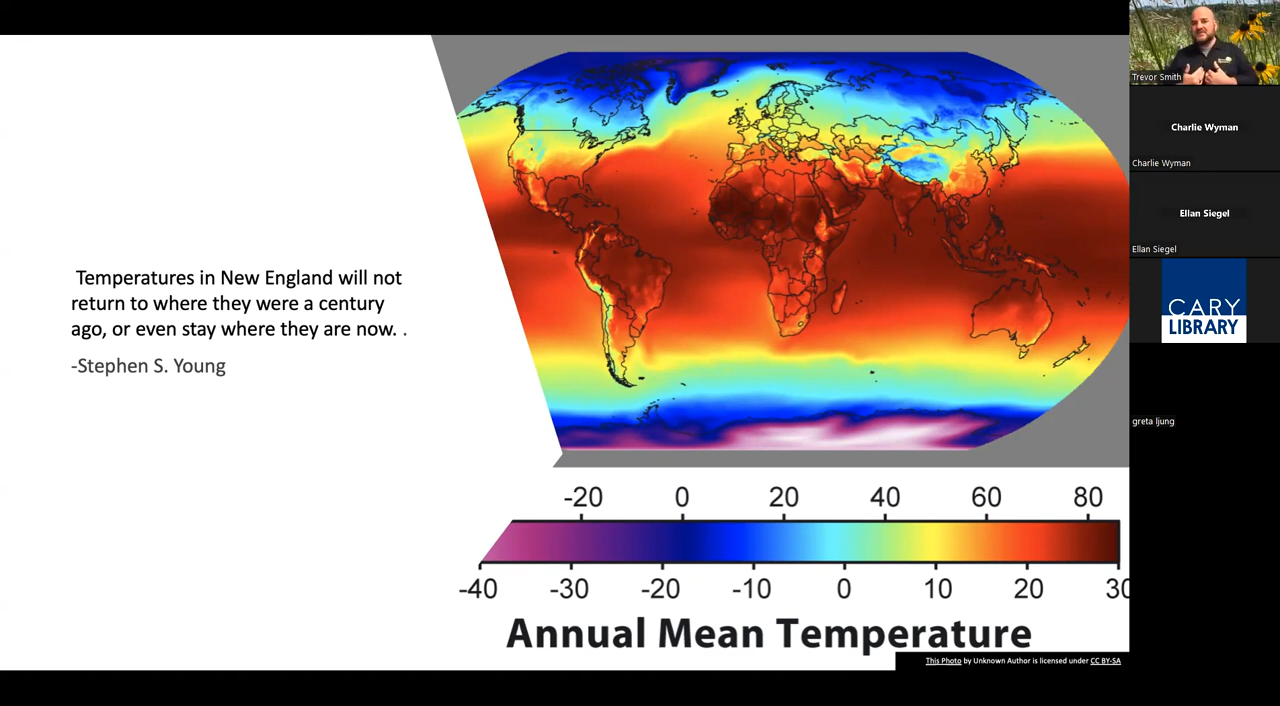 Temperatures in New England will not
return to where they were a century
ago, or even stay where they are now. .
-Stephen S. Young
-20 0 20 40 60 80
-40 -30 -20 -10 0 10 20 30
Annual Mean Temperature
This Photo by Unknown Author is licensed under CC BY-SA
Trevor Smith
Charlie Wyman
Charlie Wyman
Ellan Siegel
Ellan Siegel
CARY
LIBRARY
greta ljung